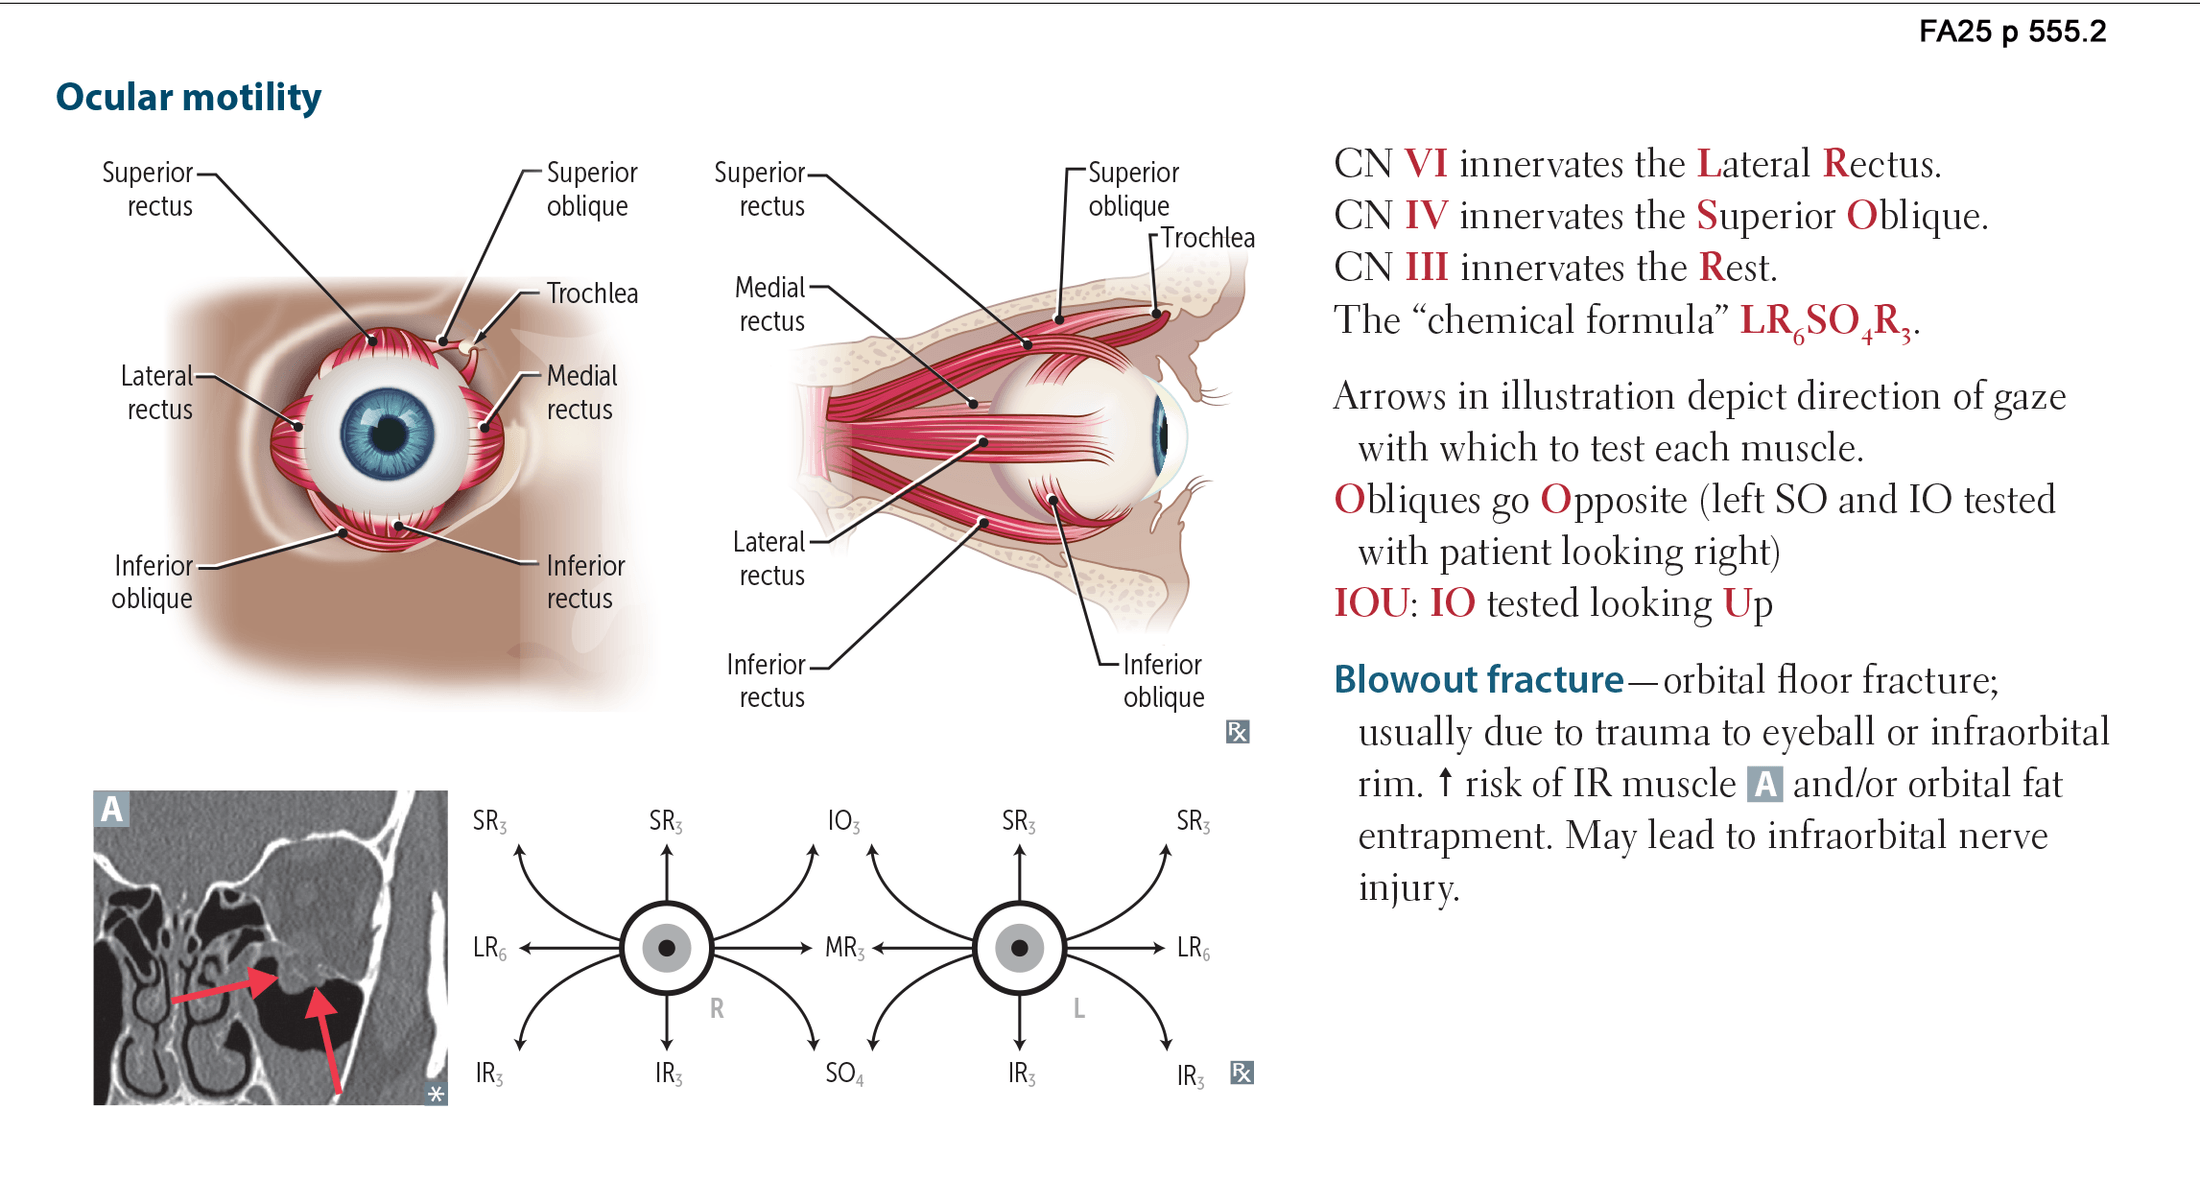 FA25 p 555.2
Ocular motility
Superior
rectus
Superior
oblique
Trochlea
Lateral
rectus
Medial
rectus
Inferior
oblique
Inferior
rectus
Superior
rectus
Superior
oblique
Trochlea
Medial
rectus
Lateral
rectus
Inferior
rectus
Inferior
oblique
Rx
A
*
SR₃ SR₃ IO₃ SR₃ SR₃
LR₆ MR₃ LR₆
R L
IR₃ IR₃ SO₄ IR₃ IR₃
Rx
CN VI innervates the Lateral Rectus.
CN IV innervates the Superior Oblique.
CN III innervates the Rest.
The “chemical formula” LR₆SO₄R₃.
Arrows in illustration depict direction of gaze
with which to test each muscle.
Obliques go Opposite (left SO and IO tested
with patient looking right)
IOU: IO tested looking Up
Blowout fracture—orbital floor fracture;
usually due to trauma to eyeball or infraorbital
rim. ↑ risk of IR muscle A and/or orbital fat
entrapment. May lead to infraorbital nerve
injury.